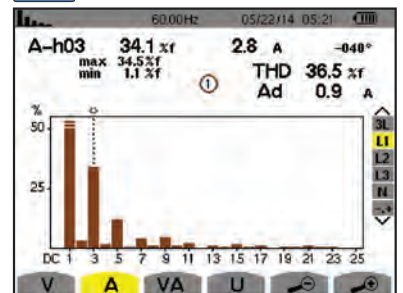 60.00Hz 05/22/14 05:21
A-h03 34.1 %f 2.8 A -040°
max 34.5%f
min 1.1 %f
THD 36.5 %f
Ad 0.9 A
1
%
50
25
DC 1 3 5 7 9 11 13 15 17 19 21 23 25
3L
L1
L2
L3
N
-.+
V A VA U